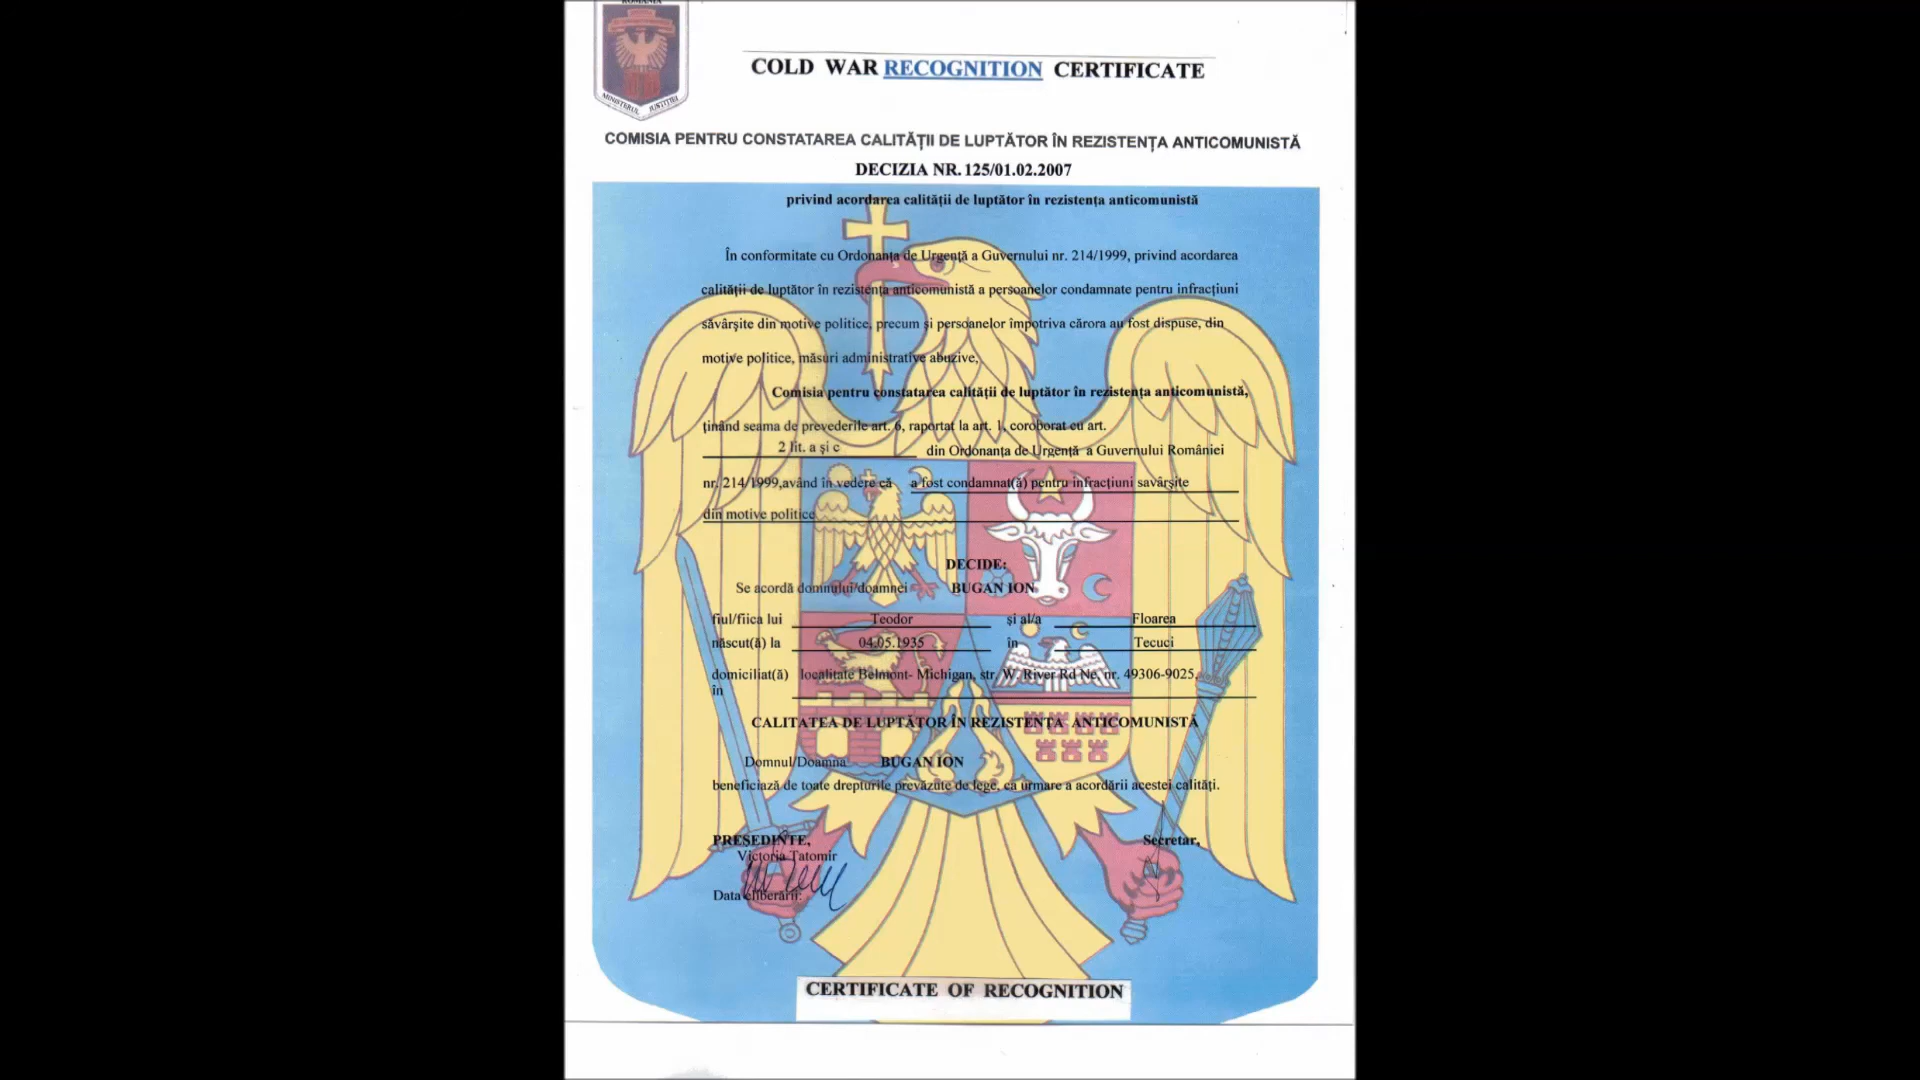 ROMANIA
MINISTERUL JUSTITIEI
COLD WAR RECOGNITION CERTIFICATE
COMISIA PENTRU CONSTATAREA CALITĂȚII DE LUPTĂTOR ÎN REZISTENȚA ANTICOMUNISTĂ
DECIZIA NR. 125/01.02.2007
privind acordarea calității de luptător în rezistența anticomunistă
În conformitate cu Ordonanța de Urgență a Guvernului nr. 214/1999, privind acordarea
calității de luptător în rezistența anticomunistă a persoanelor condamnate pentru infracțiuni
săvârșite din motive politice, precum și persoanelor împotriva cărora au fost dispuse, din
motive politice, măsuri administrative abuzive,
Comisia pentru constatarea calității de luptător în rezistența anticomunistă,
ținând seama de prevederile art. 6, raportat la art. 1, coroborat cu art.
2 lit. a și c din Ordonanța de Urgență a Guvernului României
nr. 214/1999,având în vedere că a fost condamnat(ă) pentru infracțiuni savârșite
din motive politice
DECIDE:
Se acordă domnului/doamnei BUGAN ION
fiul/fiica lui Teodor și al/a Floarea
născut(ă) la 04.05.1935 în Tecuci
domiciliat(ă) localitate Belmont- Michigan, str. W. River Rd Ne, nr. 49306-9025,
în
CALITATEA DE LUPTĂTOR ÎN REZISTENȚA ANTICOMUNISTĂ
Domnul/Doamna BUGAN ION
beneficiază de toate drepturile prevăzute de lege, ca urmare a acordării acestei calități.
PREȘEDINTE, Secretar,
Victoria Tatomir
Data eliberării:
CERTIFICATE OF RECOGNITION